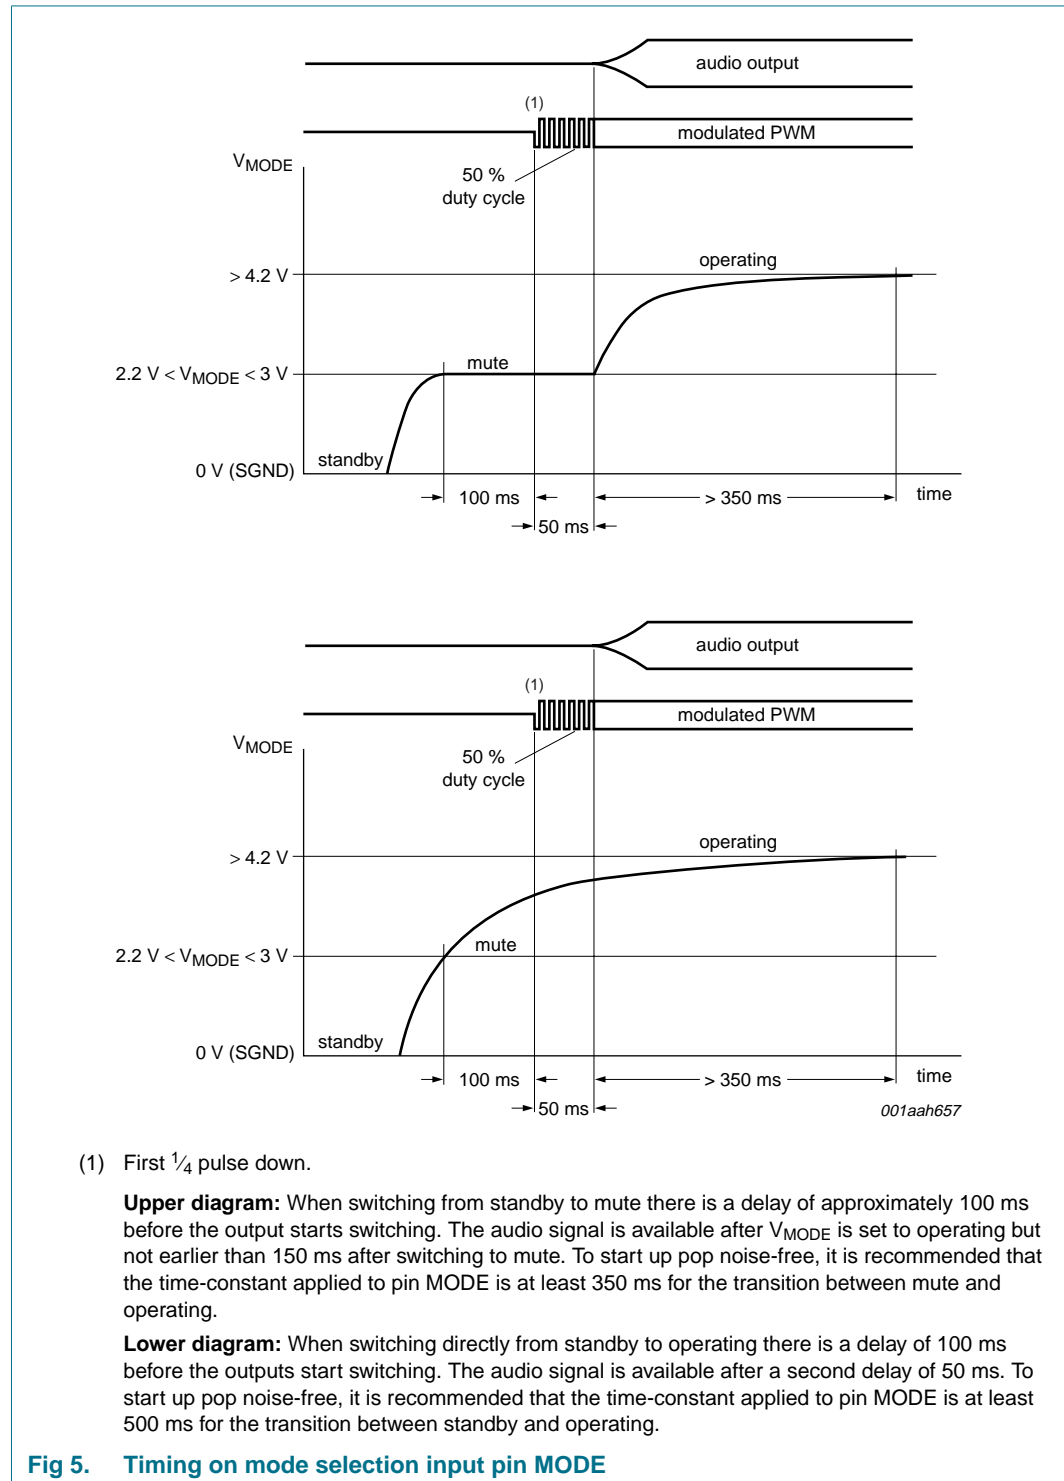 audio output
(1)
modulated PWM
VMODE
50 %
duty cycle
> 4.2 V
operating
2.2 V < VMODE < 3 V
mute
0 V (SGND)
standby
100 ms
> 350 ms
time
50 ms
audio output
(1)
modulated PWM
VMODE
50 %
duty cycle
> 4.2 V
operating
2.2 V < VMODE < 3 V
mute
0 V (SGND)
standby
100 ms
> 350 ms
time
50 ms
001aah657
(1) First 1/4 pulse down.
Upper diagram: When switching from standby to mute there is a delay of approximately 100 ms
before the output starts switching. The audio signal is available after VMODE is set to operating but
not earlier than 150 ms after switching to mute. To start up pop noise-free, it is recommended that
the time-constant applied to pin MODE is at least 350 ms for the transition between mute and
operating.
Lower diagram: When switching directly from standby to operating there is a delay of 100 ms
before the outputs start switching. The audio signal is available after a second delay of 50 ms. To
start up pop noise-free, it is recommended that the time-constant applied to pin MODE is at least
500 ms for the transition between standby and operating.
Fig 5. Timing on mode selection input pin MODE